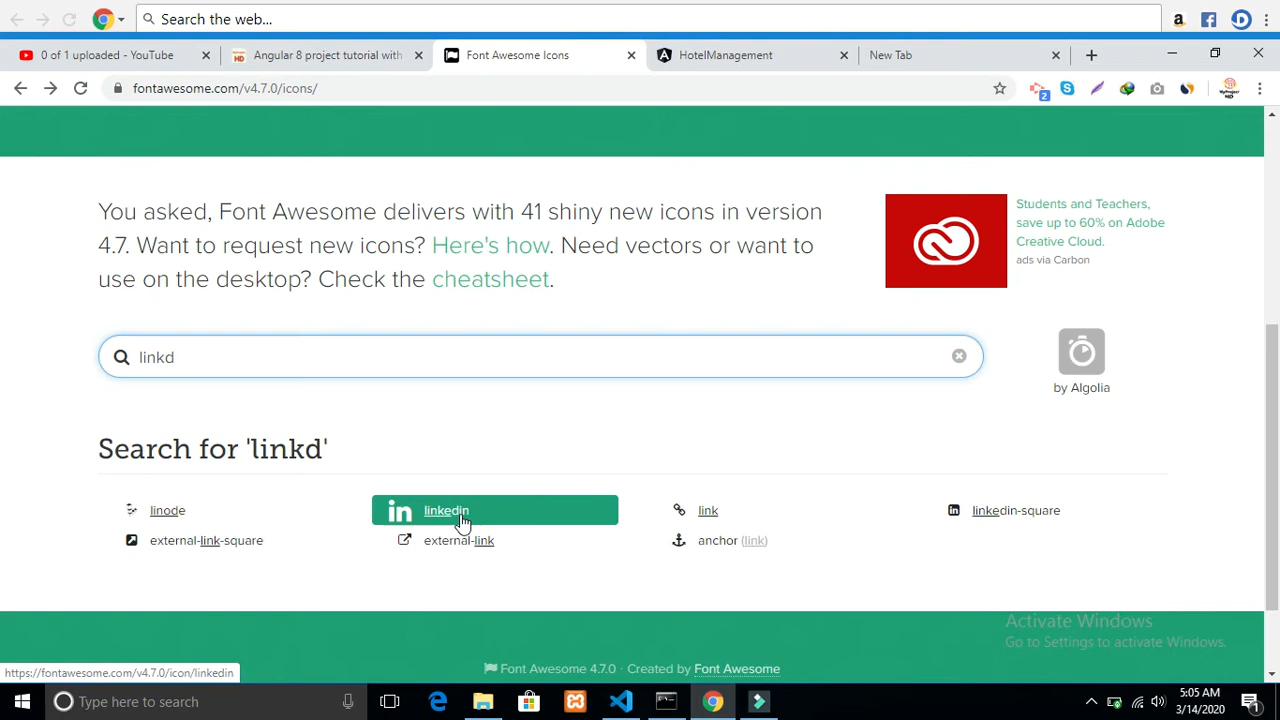 Search the web...
0 of 1 uploaded - YouTube
Angular 8 project tutorial with
Font Awesome Icons
HotelManagement
New Tab
fontawesome.com/v4.7.0/icons/
2
You asked, Font Awesome delivers with 41 shiny new icons in version
4.7. Want to request new icons? Here's how. Need vectors or want to
use on the desktop? Check the cheatsheet.
Students and Teachers,
save up to 60% on Adobe
Creative Cloud.
ads via Carbon
linkd
by Algolia
Search for 'linkd'
linode
in linkedin
link
linkedin-square
external-link-square
external-link
anchor (link)
Activate Windows
Go to Settings to activate Windows.
Font Awesome 4.7.0 · Created by Font Awesome
https://fontawesome.com/v4.7.0/icon/linkedin
Type here to search
5:05 AM
3/14/2020
1